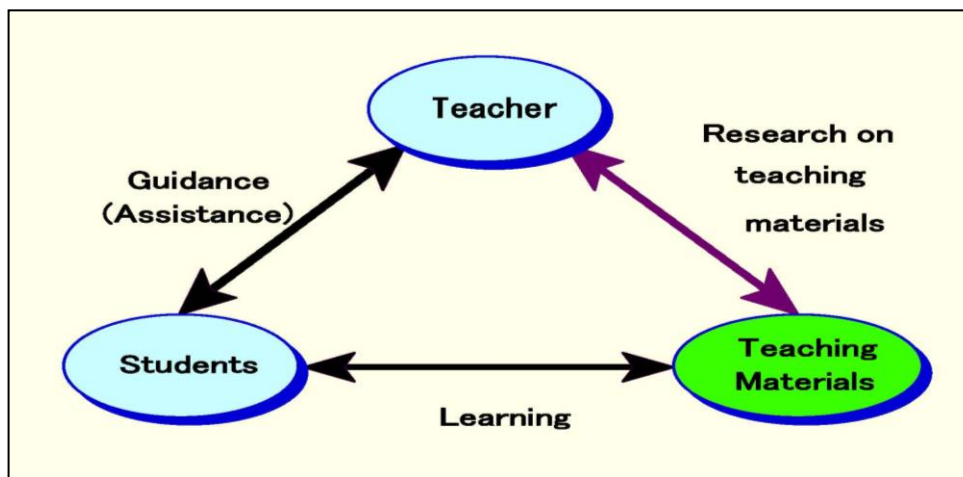 Teacher
Research on
teaching
materials
Guidance
(Assistance)
Students
Teaching
Materials
Learning